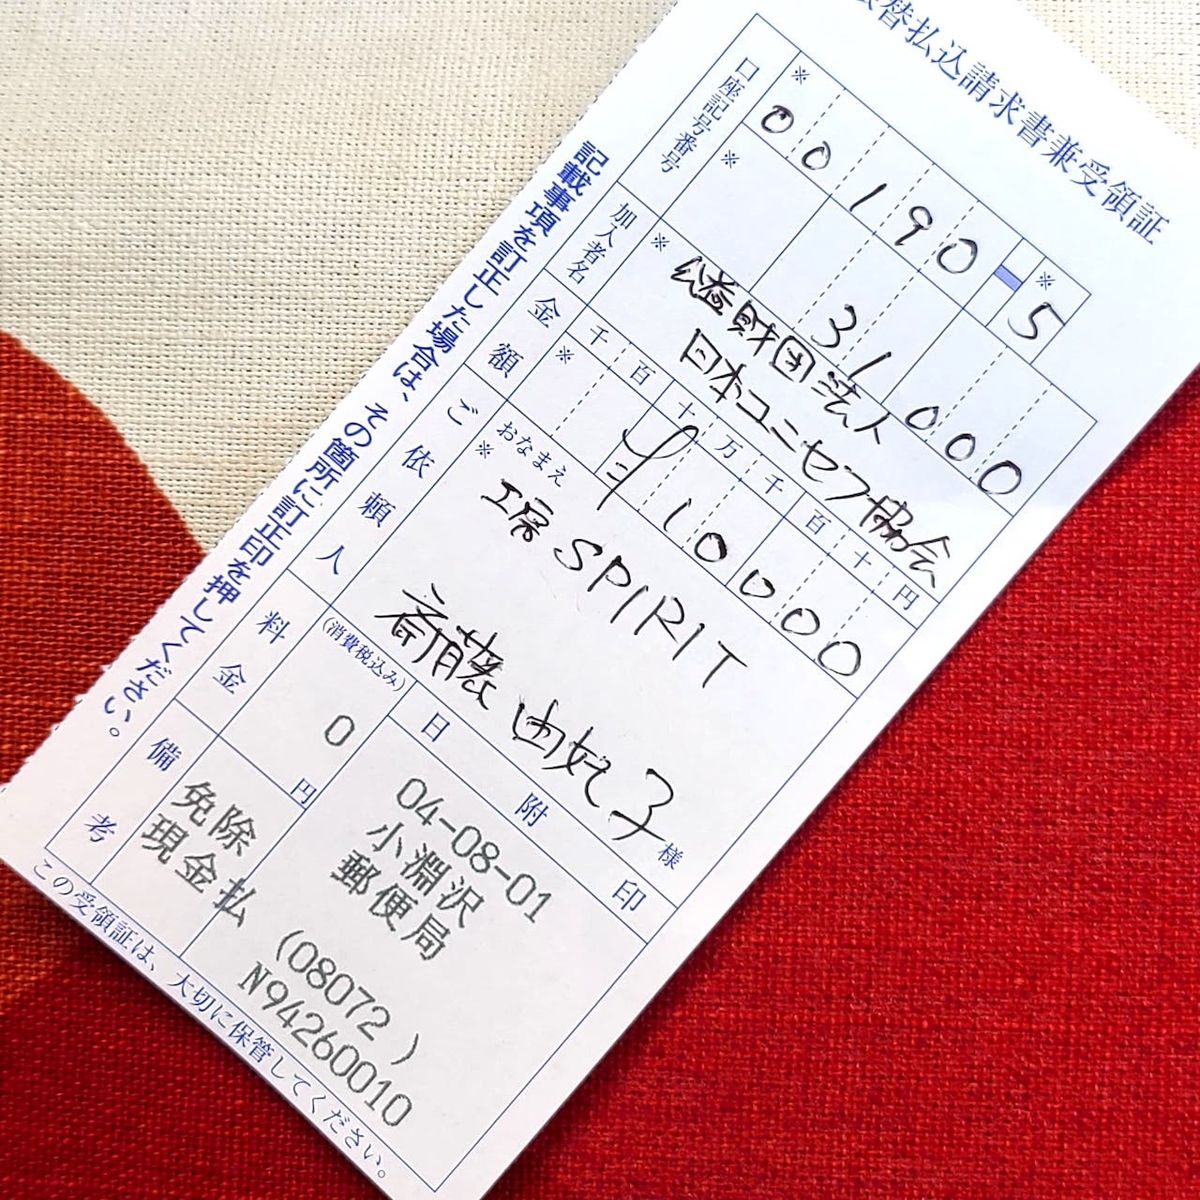 振替払込請求書兼受領証
口座記号番号
※
00190-※5
※
31000
加入者名
※
公益財団法人
日本ユニセフ協会
金額
千百十万千百十円
※
¥10000
ご依頼人
おなまえ
※
工房 SPIRIT
斎藤 由妃子
様
料金
(消費税込み)
0
円
日附印
04-08-01
小淵沢
郵便局
備考
免除
現金払
(08072 )
N94260010
記載事項を訂正した場合は、その箇所に訂正印を押してください。
この受領証は、大切に保管してください。